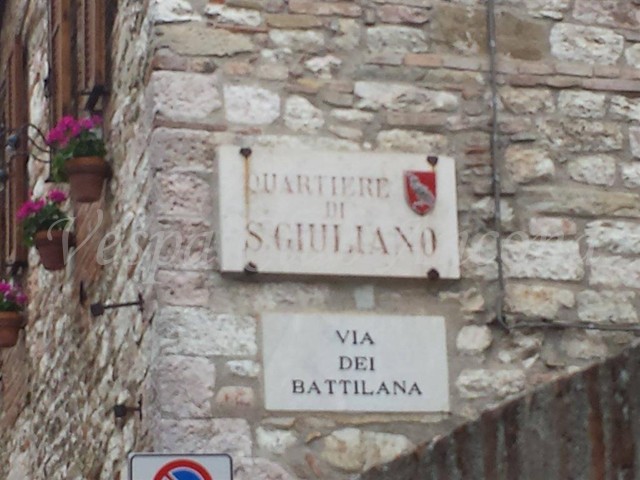 QUARTIERE
DI
S. GIULIANO
VIA
DEI
BATTILANA